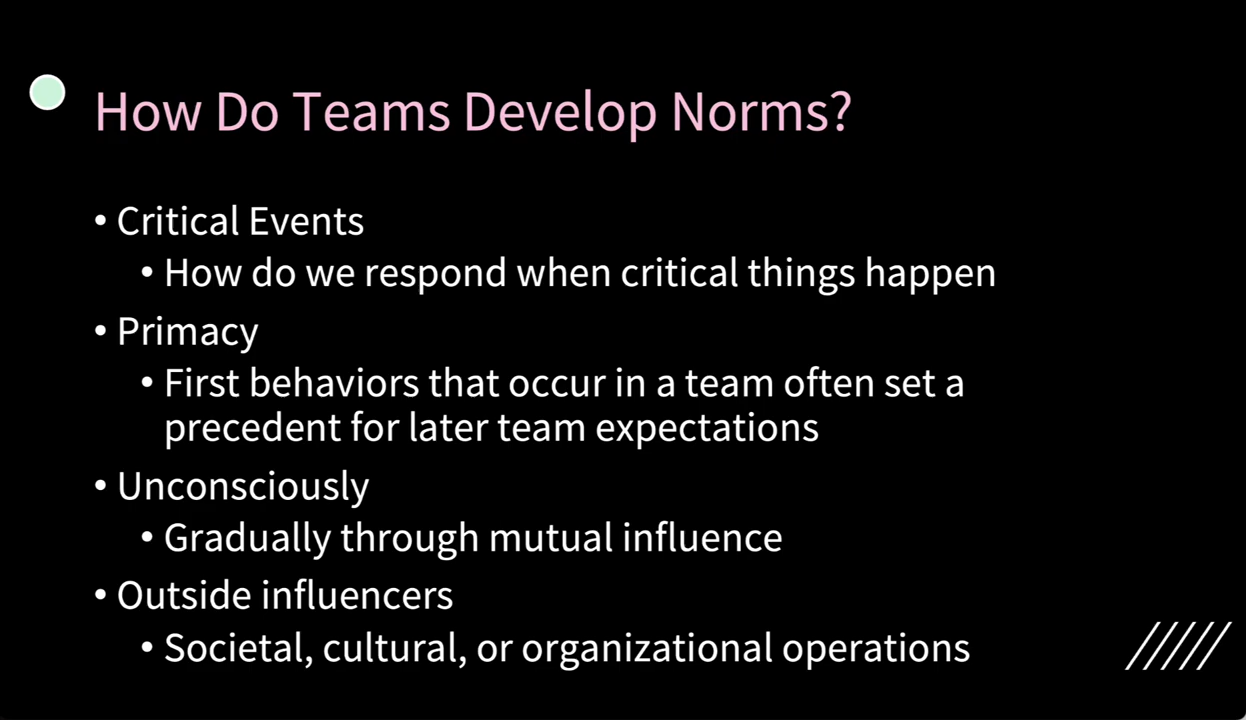 How Do Teams Develop Norms?
• Critical Events
• How do we respond when critical things happen
• Primacy
• First behaviors that occur in a team often set a
precedent for later team expectations
• Unconsciously
• Gradually through mutual influence
• Outside influencers
• Societal, cultural, or organizational operations